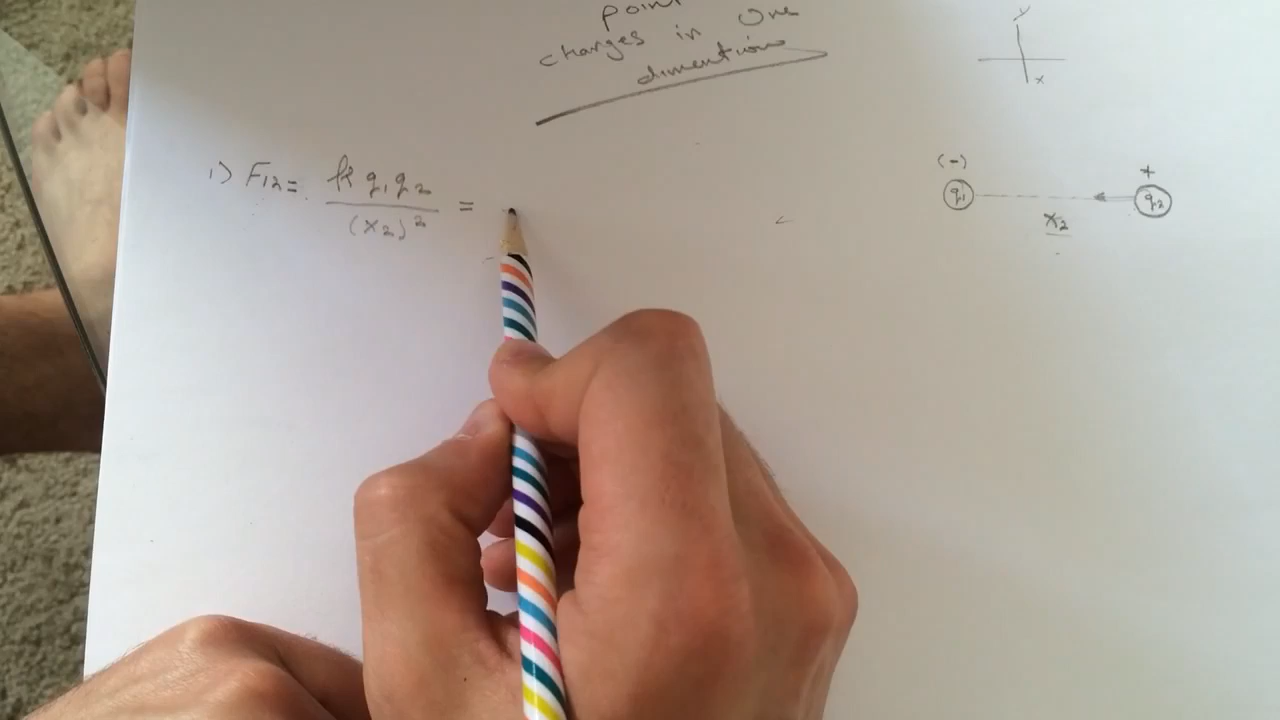 point
charges in One
dimentions
y
x
1) F12 = k q1 q2 / (x2)² =
(-) +
q1 q2
x2